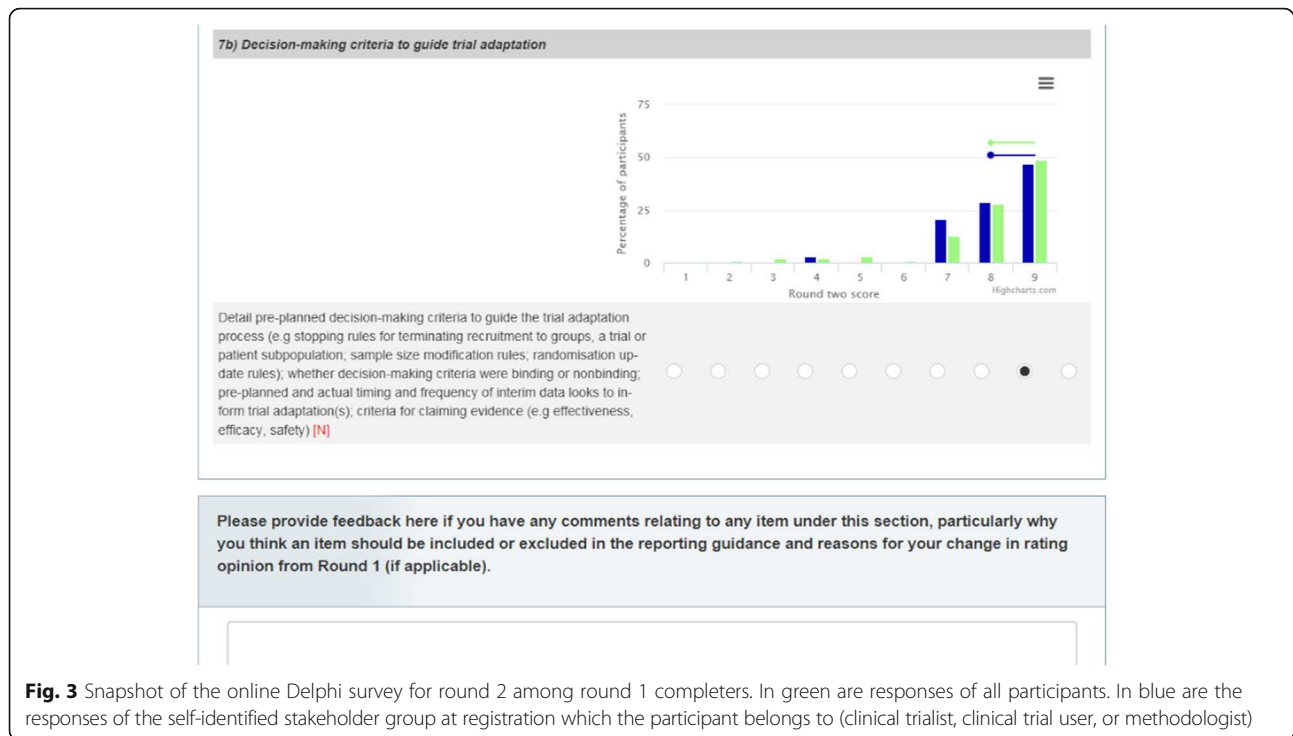 7b) Decision-making criteria to guide trial adaptation
Percentage of participants
75
50
25
0
1 2 3 4 5 6 7 8 9
Round two score
Highcharts.com
Detail pre-planned decision-making criteria to guide the trial adaptation
process (e.g stopping rules for terminating recruitment to groups, a trial or
patient subpopulation; sample size modification rules; randomisation up-
date rules); whether decision-making criteria were binding or nonbinding;
pre-planned and actual timing and frequency of interim data looks to in-
form trial adaptation(s); criteria for claiming evidence (e.g effectiveness,
efficacy, safety) [N]
Please provide feedback here if you have any comments relating to any item under this section, particularly why
you think an item should be included or excluded in the reporting guidance and reasons for your change in rating
opinion from Round 1 (if applicable).
Fig. 3 Snapshot of the online Delphi survey for round 2 among round 1 completers. In green are responses of all participants. In blue are the
responses of the self-identified stakeholder group at registration which the participant belongs to (clinical trialist, clinical trial user, or methodologist)